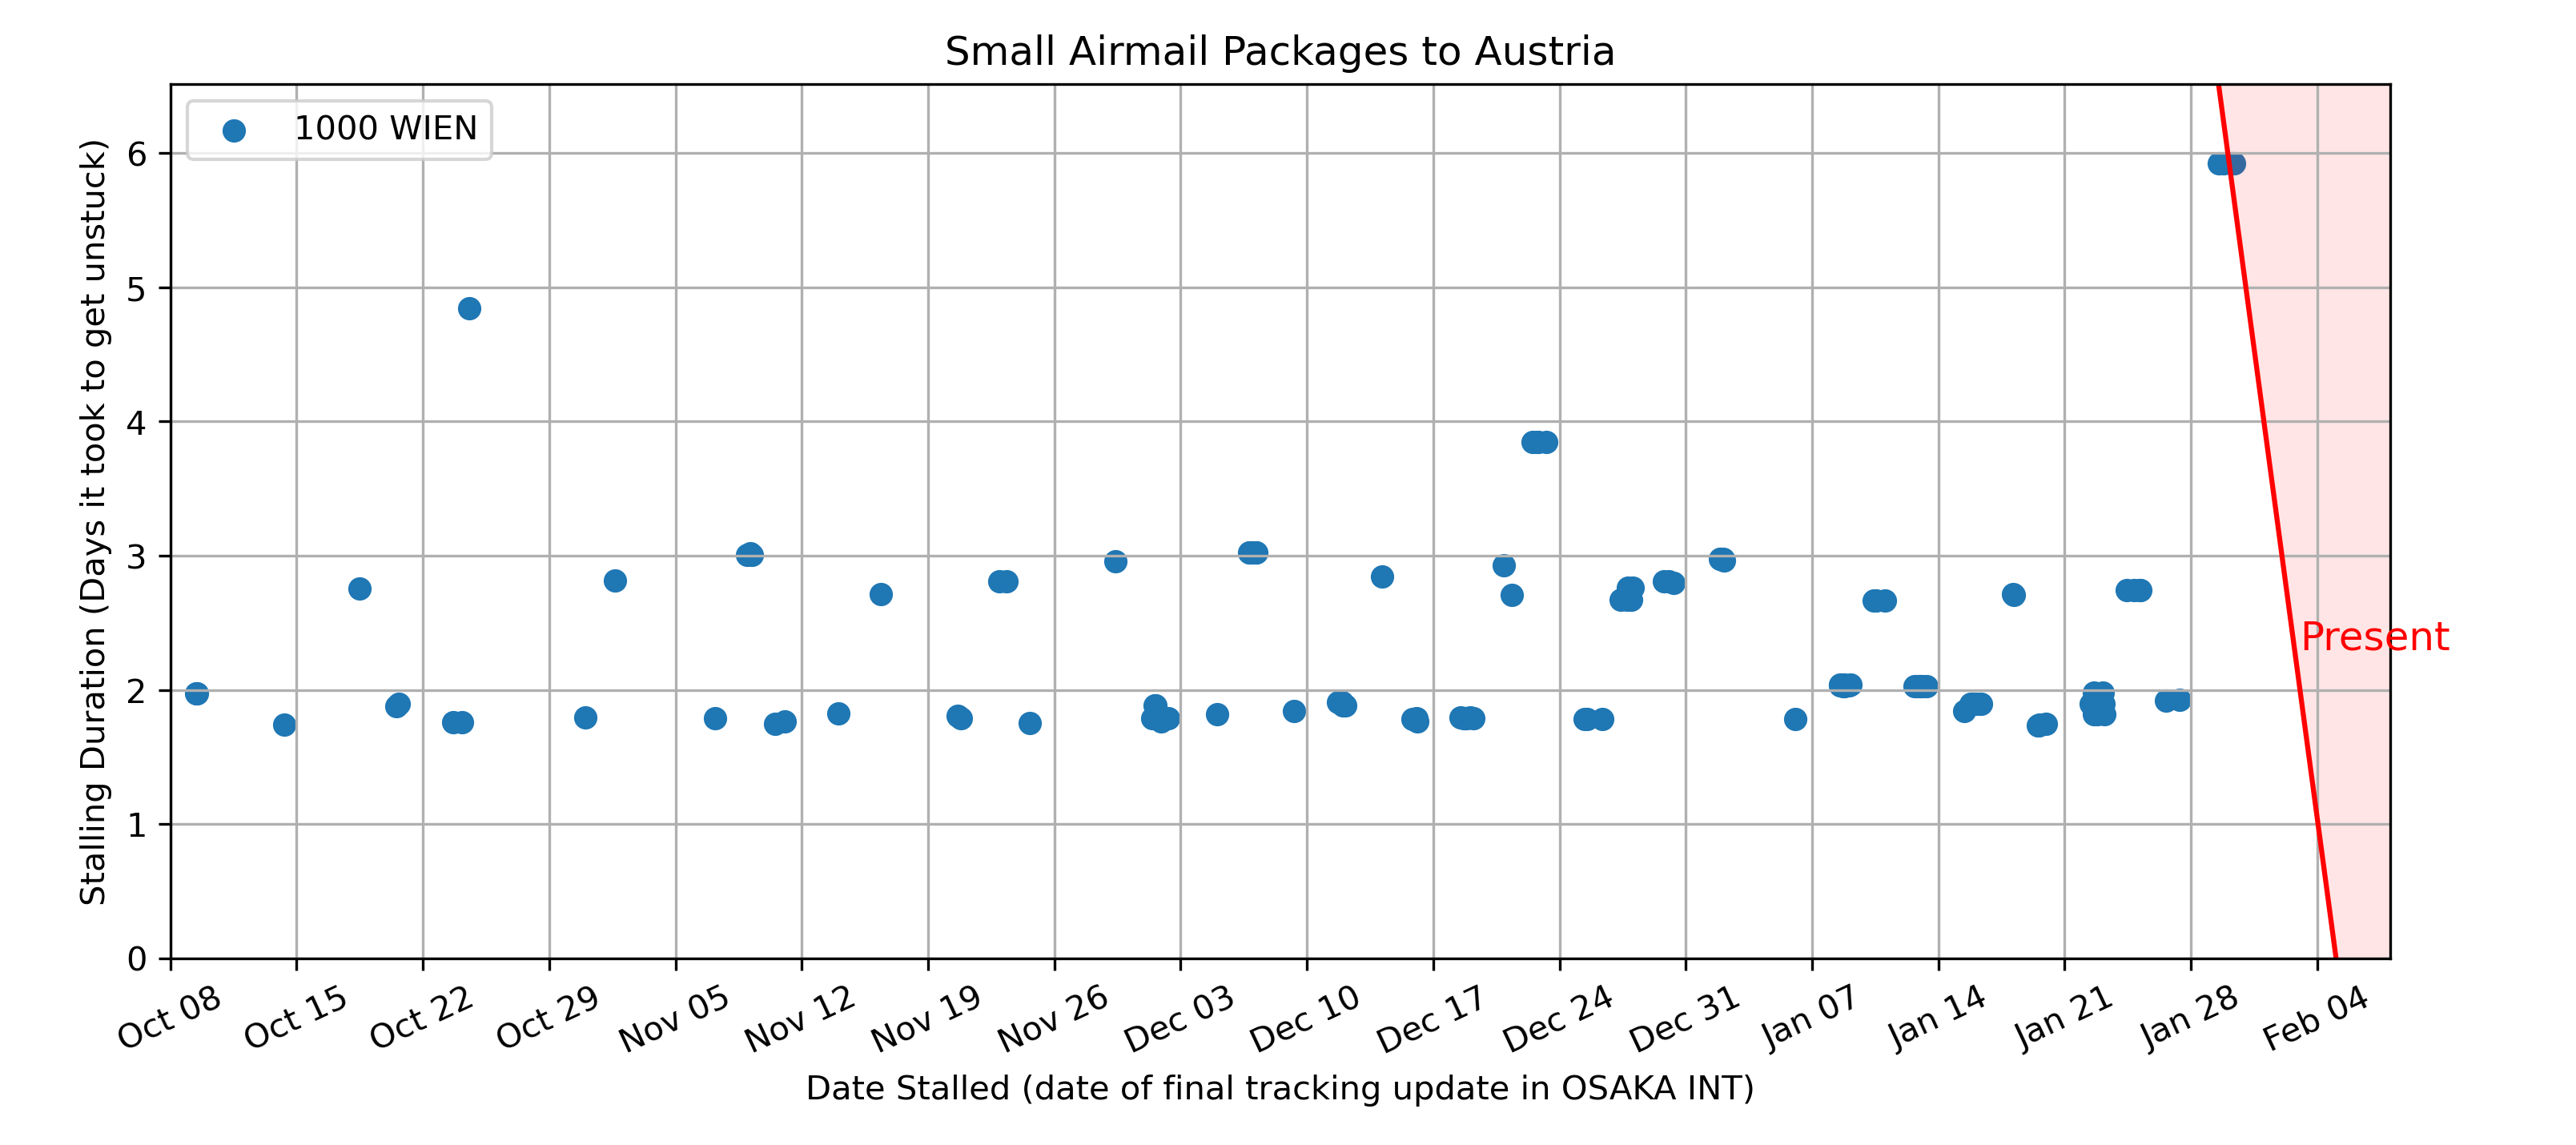 Small Airmail Packages to Austria
1000 WIEN
Stalling Duration (Days it took to get unstuck)
6
5
4
3
2
1
0
Present
Oct 08
Oct 15
Oct 22
Oct 29
Nov 05
Nov 12
Nov 19
Nov 26
Dec 03
Dec 10
Dec 17
Dec 24
Dec 31
Jan 07
Jan 14
Jan 21
Jan 28
Feb 04
Date Stalled (date of final tracking update in OSAKA INT)